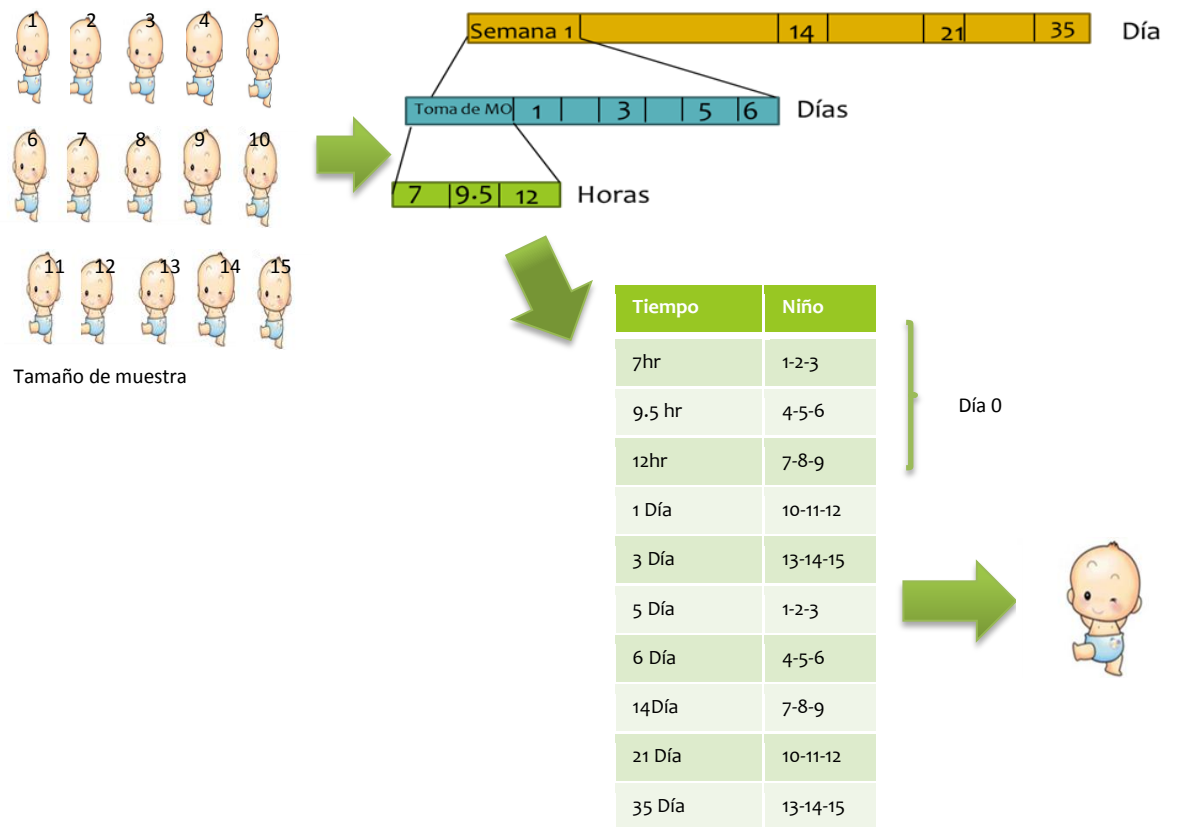 1 2 3 4 5
6 7 8 9 10
11 12 13 14 15
Tamaño de muestra
Semana 1 14 21 35 Día
Toma de MO 1 3 5 6 Días
7 9.5 12 Horas
Tiempo Niño
7hr 1-2-3
9.5 hr 4-5-6
12hr 7-8-9
Día 0
1 Día 10-11-12
3 Día 13-14-15
5 Día 1-2-3
6 Día 4-5-6
14Día 7-8-9
21 Día 10-11-12
35 Día 13-14-15